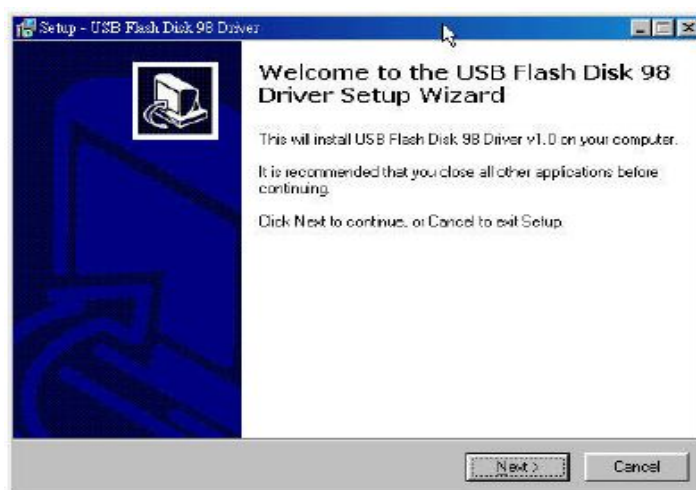 Setup - USB Flash Disk 98 Driver
Welcome to the USB Flash Disk 98
Driver Setup Wizard
This will install USB Flash Disk 98 Driver v1.0 on your computer.
It is recommended that you close all other applications before
continuing.
Click Next to continue, or Cancel to exit Setup.
Next >
Cancel